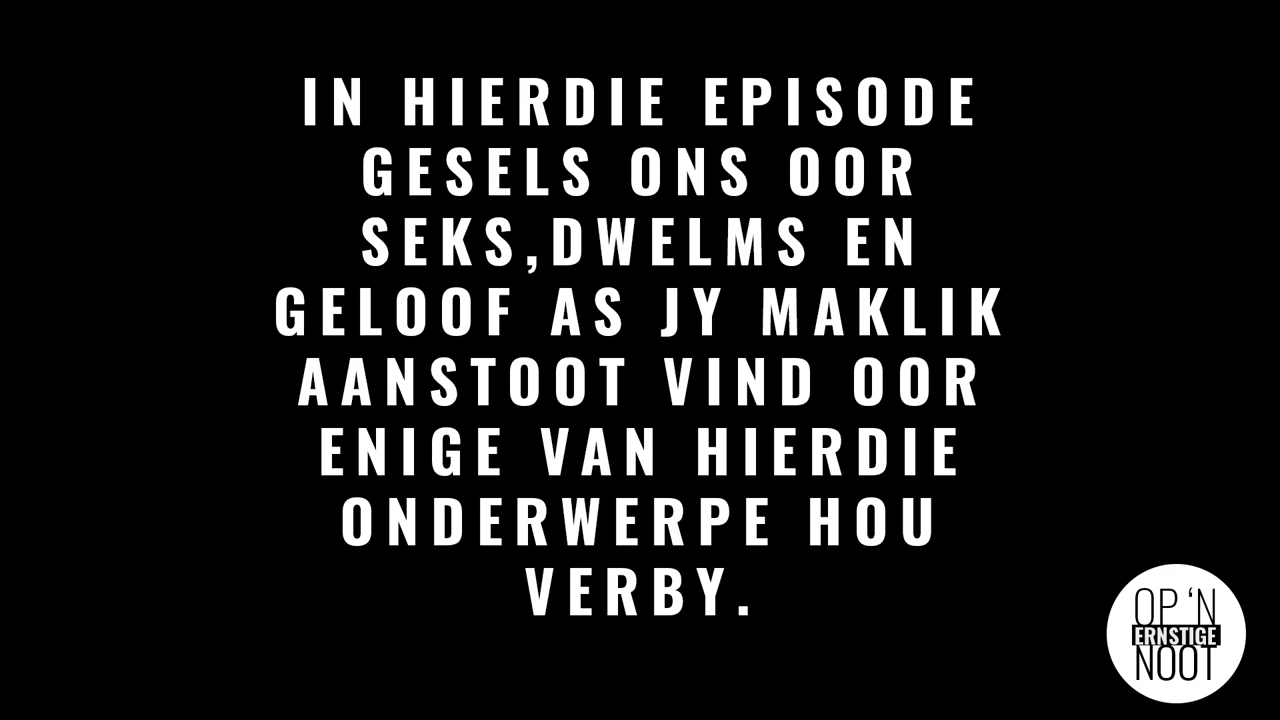 IN HIERDIE EPISODE
GESELS ONS OOR
SEKS,DWELMS EN
GELOOF AS JY MAKLIK
AANSTOOT VIND OOR
ENIGE VAN HIERDIE
ONDERWERPE HOU
VERBY.
OP ‘N
ERNSTIGE
NOOT